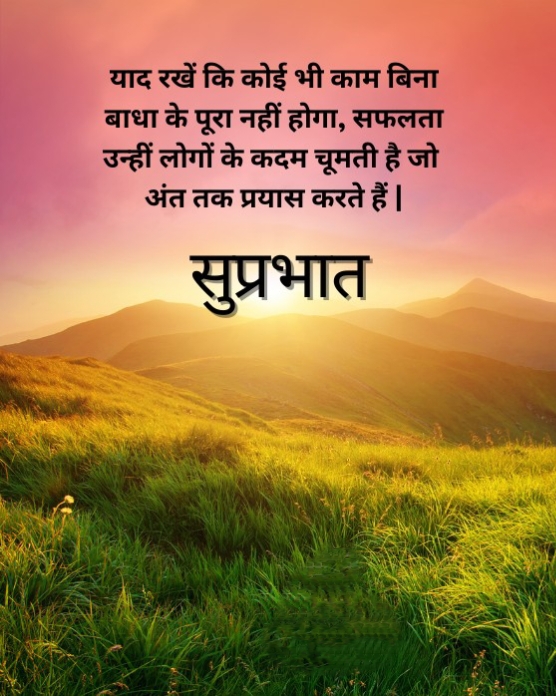 याद रखें कि कोई भी काम बिना
बाधा के पूरा नहीं होगा, सफलता
उन्हीं लोगों के कदम चूमती है जो
अंत तक प्रयास करते हैं |
सुप्रभात